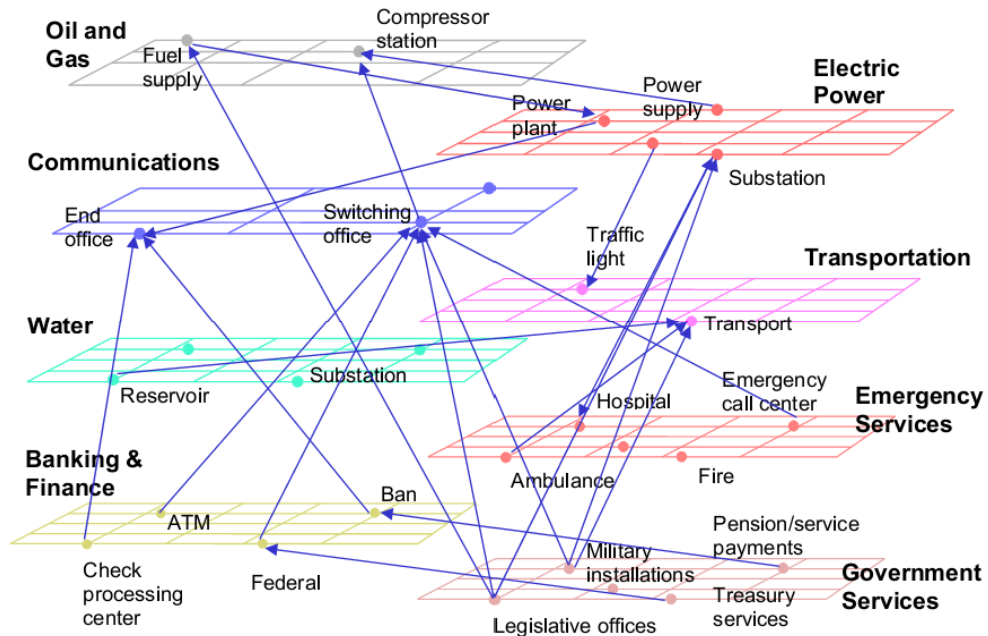 Oil and
Gas
Compressor
station
Fuel
supply
Electric
Power
Power
supply
Power
plant
Substation
Communications
End
office
Switching
office
Traffic
light
Transportation
Transport
Water
Reservoir
Substation
Hospital
Emergency
call center
Emergency
Services
Ambulance
Fire
Banking &
Finance
Ban
ATM
Check
processing
center
Federal
Military
installations
Pension/service
payments
Government
Services
Legislative offices
Treasury
services